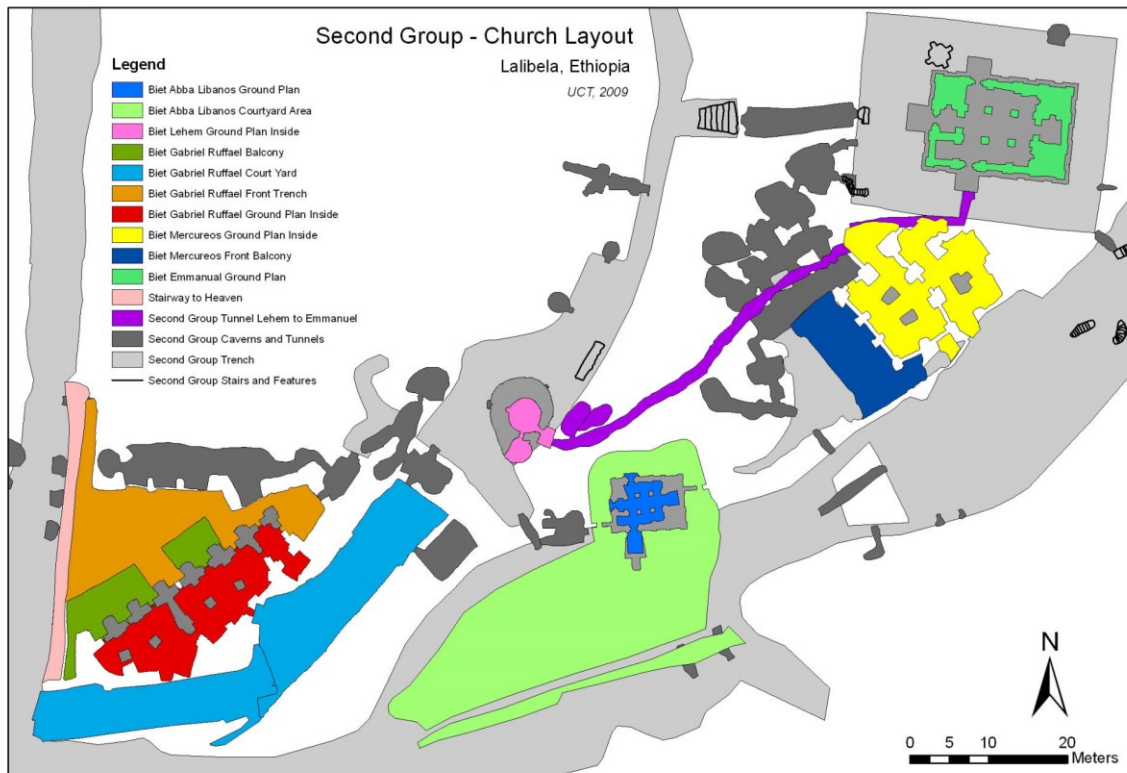 Second Group - Church Layout
Lalibela, Ethiopia
UCT, 2009
Legend
Biet Abba Libanos Ground Plan
Biet Abba Libanos Courtyard Area
Biet Lehem Ground Plan Inside
Biet Gabriel Ruffael Balcony
Biet Gabriel Ruffael Court Yard
Biet Gabriel Ruffael Front Trench
Biet Gabriel Ruffael Ground Plan Inside
Biet Mercureos Ground Plan Inside
Biet Mercureos Front Balcony
Biet Emmanual Ground Plan
Stairway to Heaven
Second Group Tunnel Lehem to Emmanuel
Second Group Caverns and Tunnels
Second Group Trench
Second Group Stairs and Features
N
0 5 10 20
Meters